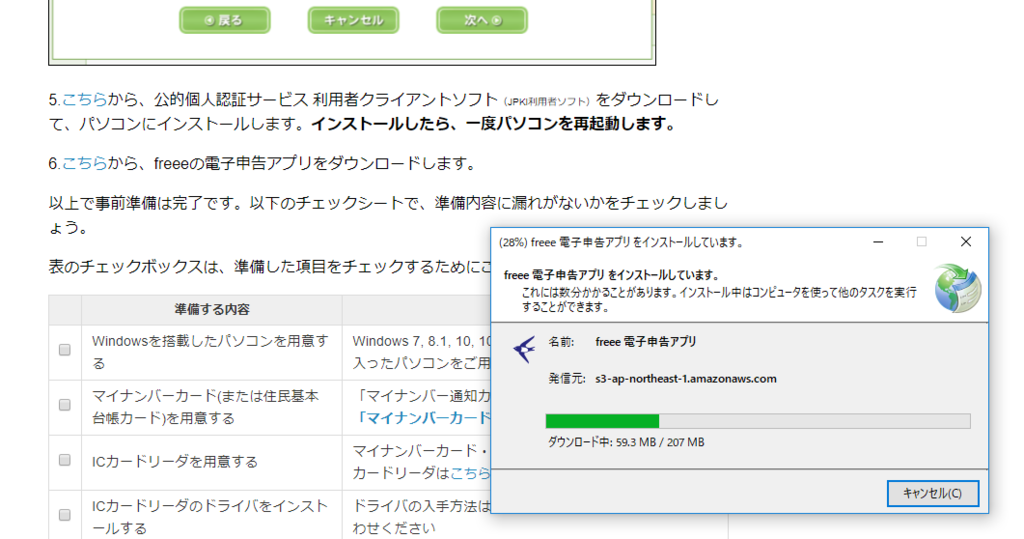 戻る
キャンセル
次へ
5.こちらから、公的個人認証サービス 利用者クライアントソフト（JPKI利用者ソフト）をダウンロードし
て、パソコンにインストールします。インストールしたら、一度パソコンを再起動します。
6.こちらから、freeeの電子申告アプリをダウンロードします。
以上で事前準備は完了です。以下のチェックシートで、準備内容に漏れがないかをチェックしまし
ょう。
表のチェックボックスは、準備した項目をチェックするためにご
準備する内容
Windowsを搭載したパソコンを用意す
る
Windows 7, 8.1, 10, 10
入ったパソコンをご用
マイナンバーカード(または住民基本
台帳カード)を用意する
「マイナンバー通知カ
「マイナンバーカード
ICカードリーダを用意する
マイナンバーカード・
カードリーダはこちら
ICカードリーダのドライバをインスト
ールする
ドライバの入手方法は
わせください
(28%) freee 電子申告アプリ をインストールしています。
freee 電子申告アプリ をインストールしています。
これには数分かかることがあります。インストール中はコンピュータを使って他のタスクを実行
することができます。
名前: freee 電子申告アプリ
発信元: s3-ap-northeast-1.amazonaws.com
ダウンロード中: 59.3 MB / 207 MB
キャンセル(C)